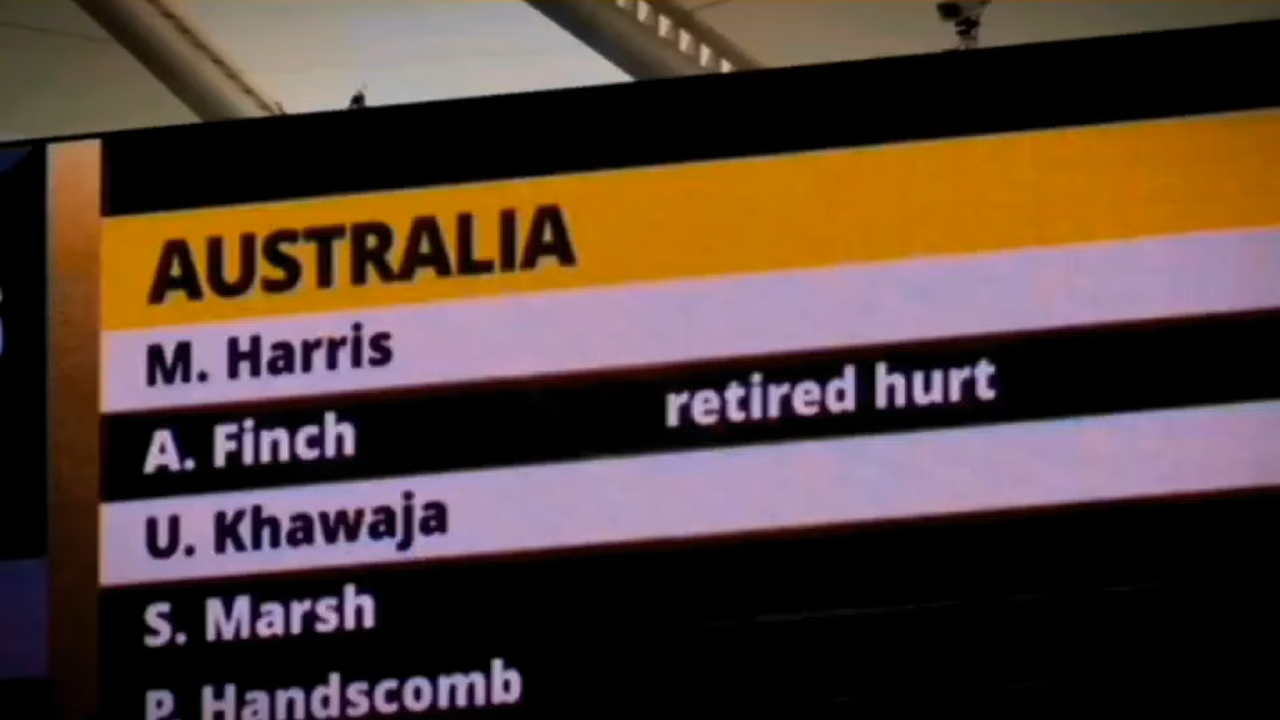 AUSTRALIA
M. Harris
A. Finch retired hurt
U. Khawaja
S. Marsh
P. Handscomb